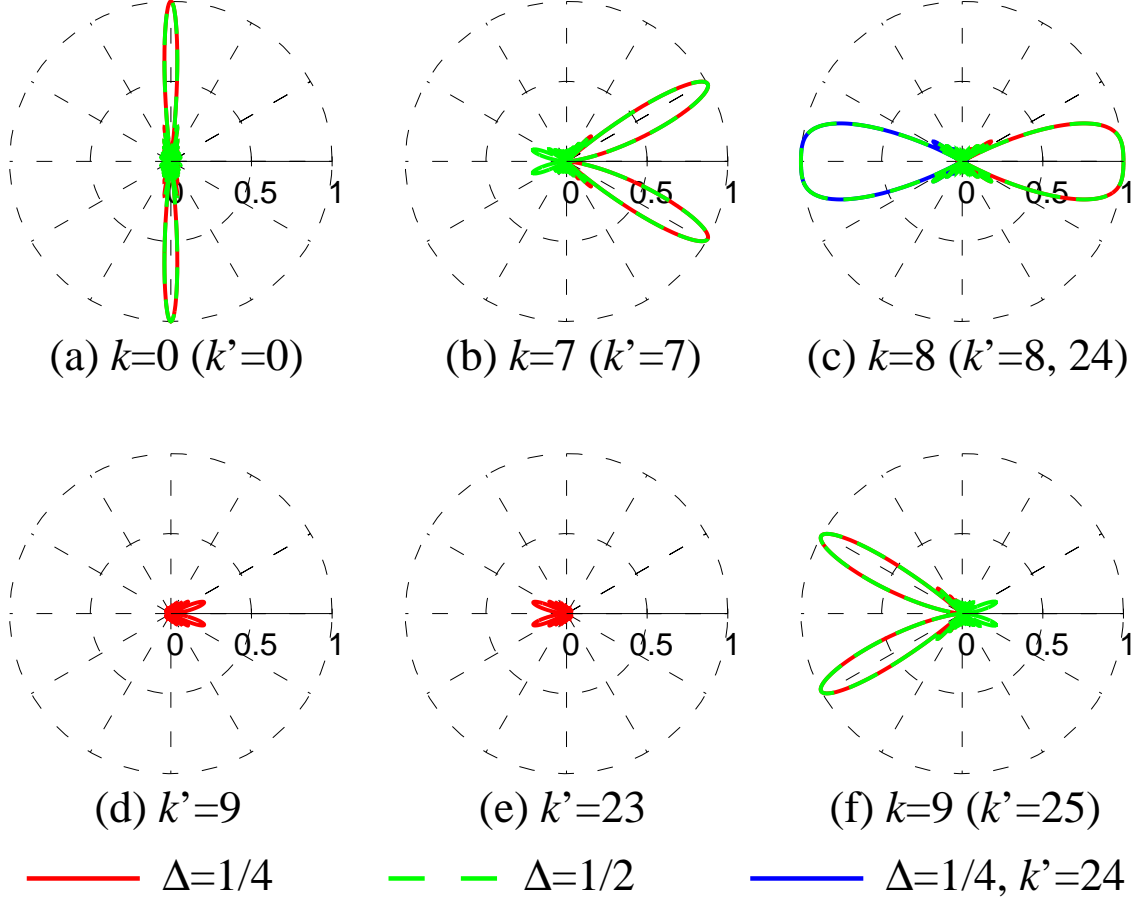 0 0.5 1 0 0.5 1 0 0.5 1
(a) k=0 (k’=0) (b) k=7 (k’=7) (c) k=8 (k’=8, 24)
0 0.5 1 0 0.5 1 0 0.5 1
(d) k’=9 (e) k’=23 (f) k=9 (k’=25)
Δ=1/4 Δ=1/2 Δ=1/4, k’=24